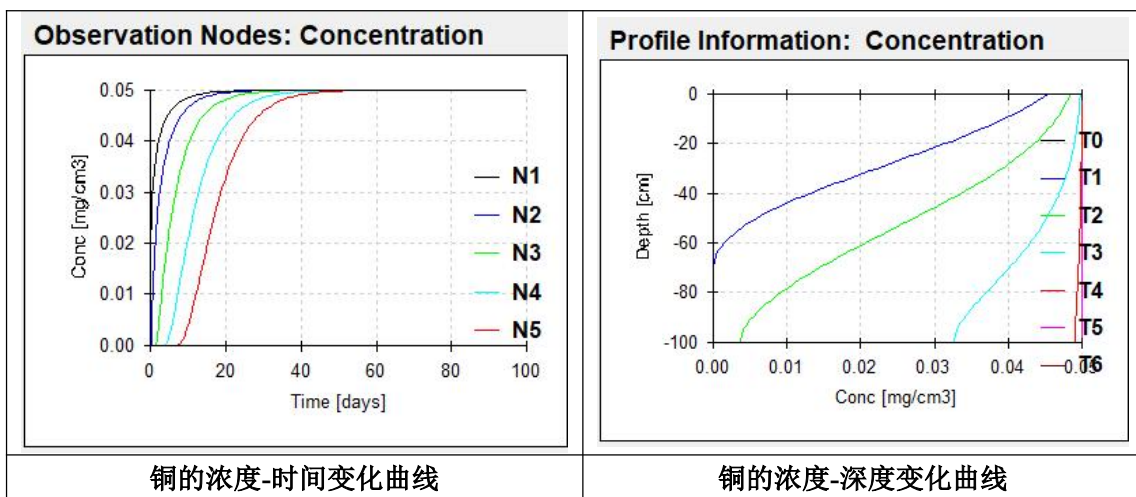 Observation Nodes: Concentration
0.05
0.04
0.03
0.02
0.01
0.00
Conc [mg/cm3]
0
20
40
60
80
100
Time [days]
N1
N2
N3
N4
N5
铜的浓度-时间变化曲线
Profile Information: Concentration
0
-20
-40
-60
-80
-100
Depth [cm]
0.00
0.01
0.02
0.03
0.04
0.05
Conc [mg/cm3]
T0
T1
T2
T3
T4
T5
T6
铜的浓度-深度变化曲线